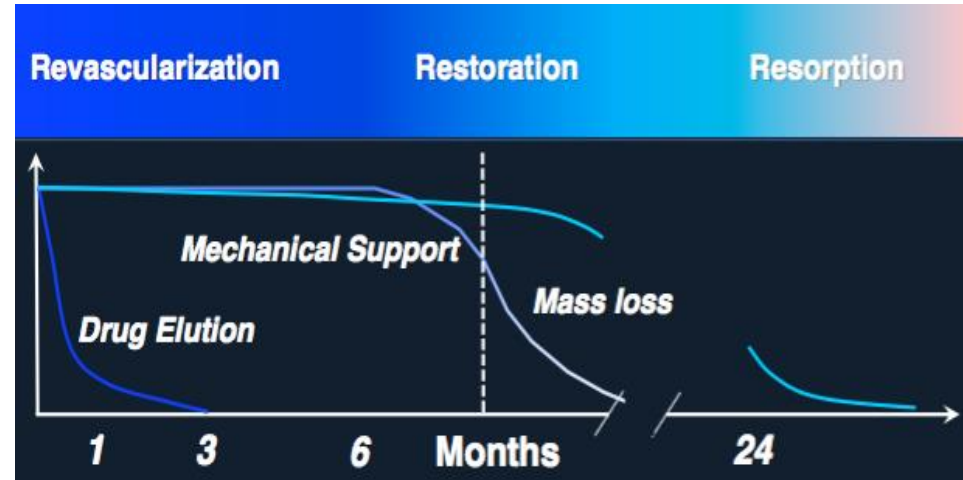 Revascularization Restoration Resorption
Mechanical Support
Mass loss
Drug Elution
1 3 6 Months 24